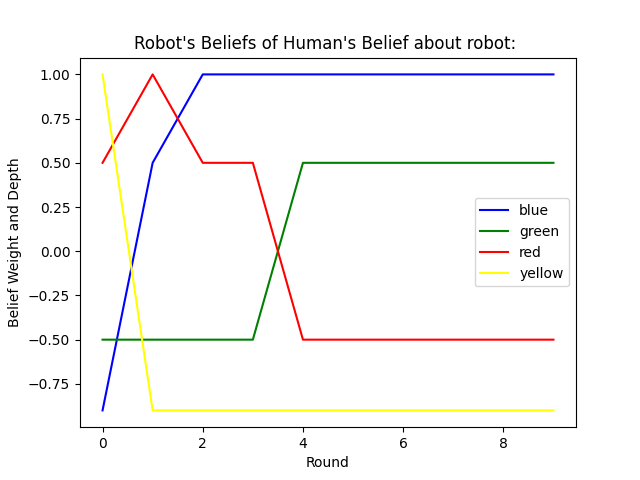 Robot's Beliefs of Human's Belief about robot:
Belief Weight and Depth
1.00
0.75
0.50
0.25
0.00
−0.25
−0.50
−0.75
blue
green
red
yellow
0 2 4 6 8
Round